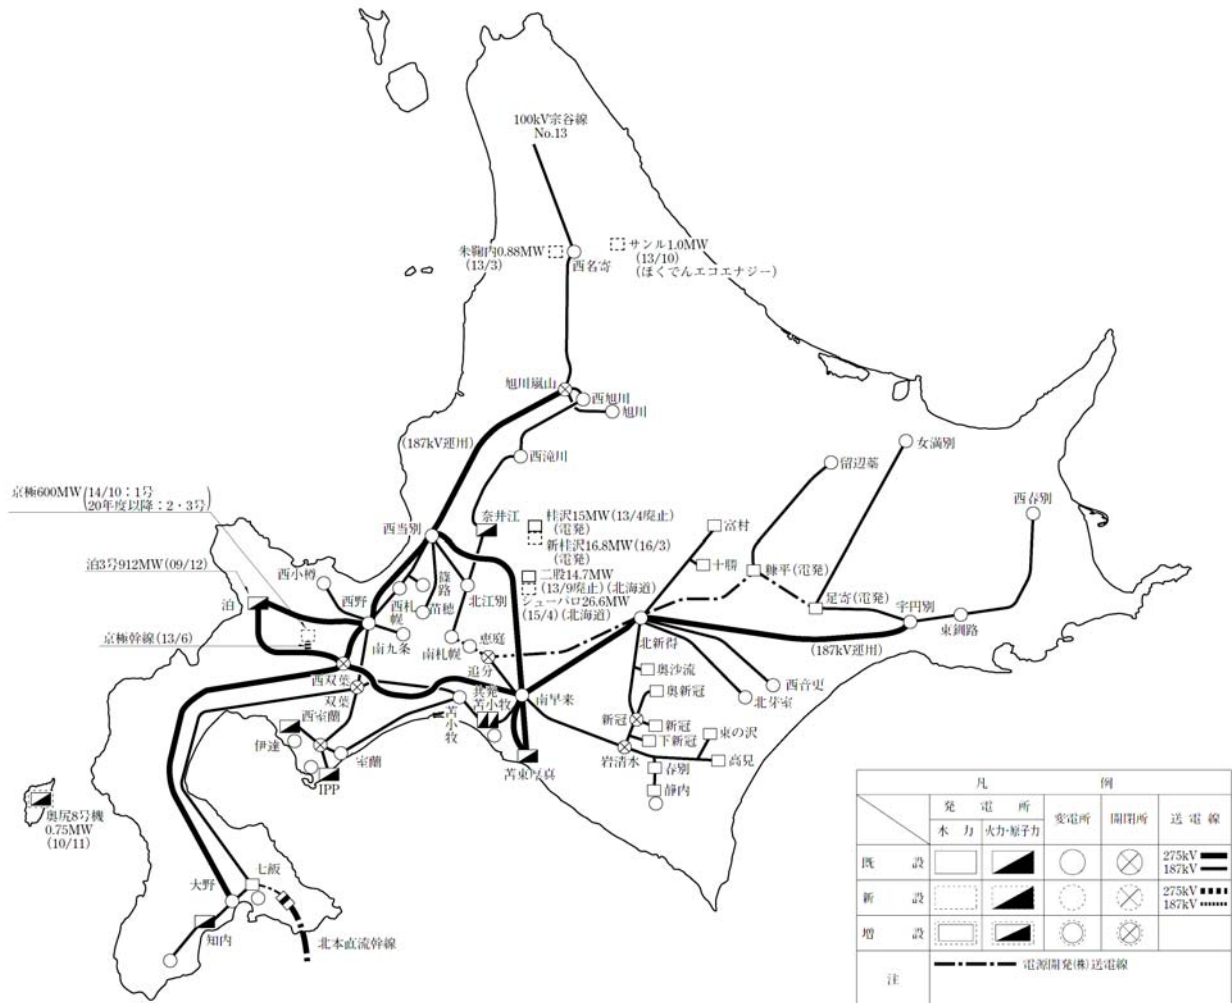 100kV宗谷線
No.13
朱鞠内0.88MW
(13/3)
西名寄
サンル1.0MW
(13/10)
(ほくでんエコエナジー)
旭川嵐山
西旭川
旭川
(187kV運用)
西滝川
女満別
留辺蘂
西春別
京極600MW(14/10：1号
(20年度以降：2・3号)
西当別
奈井江
桂沢15MW(13/4廃止)
(電発)
新桂沢16.8MW(16/3)
(電発)
富村
十勝
糠平(電発)
泊3号912MW(09/12)
西小樽
二股14.7MW
(13/9廃止)(北海道)
シューパロ26.6MW
(15/4)(北海道)
足寄(電発)
宇円別
東釧路
泊
西野
西札幌
篠路
苗穂
北江別
京極幹線(13/6)
南九条
南札幌
恵庭
追分
北新得
(187kV運用)
西双葉
双葉
共発
苫小牧
苫小牧
南早来
奥沙流
奥新冠
新冠
新冠
下新冠
東の沢
北芽室
西音更
西室蘭
伊達
室蘭
IPP
苫東厚真
岩清水
春別
高見
静内
奥尻8号機
0.75MW
(10/11)
七飯
大野
知内
北本直流幹線
凡 例
発電所 変電所 開閉所 送電線
水力 火力・原子力
既設 275kV
187kV
新設 275kV
187kV
増設
注 電源開発(株)送電線